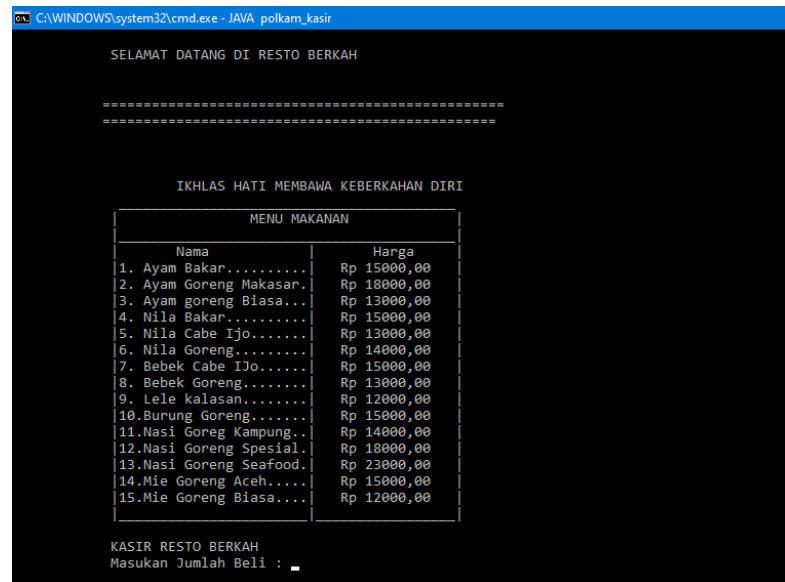 C:\WINDOWS\system32\cmd.exe - JAVA polkam_kasir
SELAMAT DATANG DI RESTO BERKAH
=================================================
================================================
IKHLAS HATI MEMBAWA KEBERKAHAN DIRI
MENU MAKANAN
Nama | Harga
|1. Ayam Bakar..........| Rp 15000,00 |
|2. Ayam Goreng Makasar.| Rp 18000,00 |
|3. Ayam goreng Biasa...| Rp 13000,00 |
|4. Nila Bakar..........| Rp 15000,00 |
|5. Nila Cabe Ijo.......| Rp 13000,00 |
|6. Nila Goreng.........| Rp 14000,00 |
|7. Bebek Cabe IJo......| Rp 15000,00 |
|8. Bebek Goreng........| Rp 13000,00 |
|9. Lele kalasan........| Rp 12000,00 |
|10.Burung Goreng.......| Rp 15000,00 |
|11.Nasi Goreg Kampung..| Rp 14000,00 |
|12.Nasi Goreng Spesial.| Rp 18000,00 |
|13.Nasi Goreng Seafood.| Rp 23000,00 |
|14.Mie Goreng Aceh.....| Rp 15000,00 |
|15.Mie Goreng Biasa....| Rp 12000,00 |
KASIR RESTO BERKAH
Masukan Jumlah Beli :